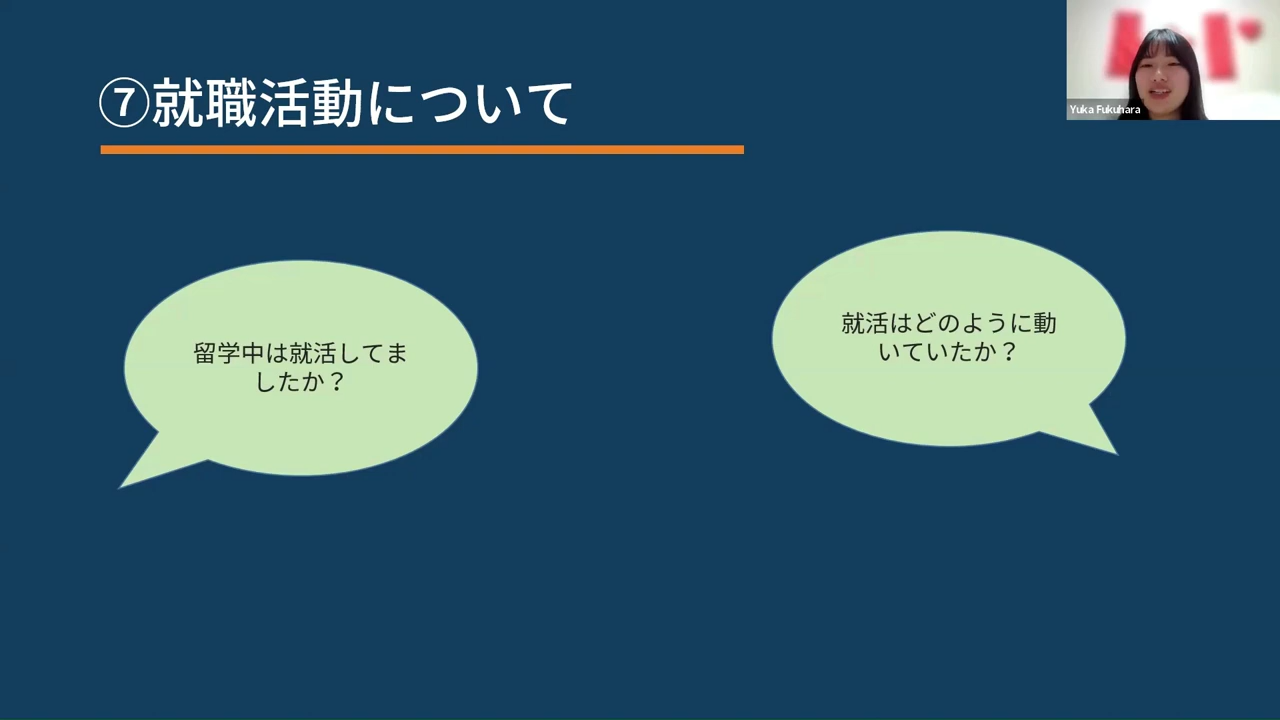 ⑦就職活動について
Yuka Fukuhara
留学中は就活してま
したか？
就活はどのように動
いていたか？